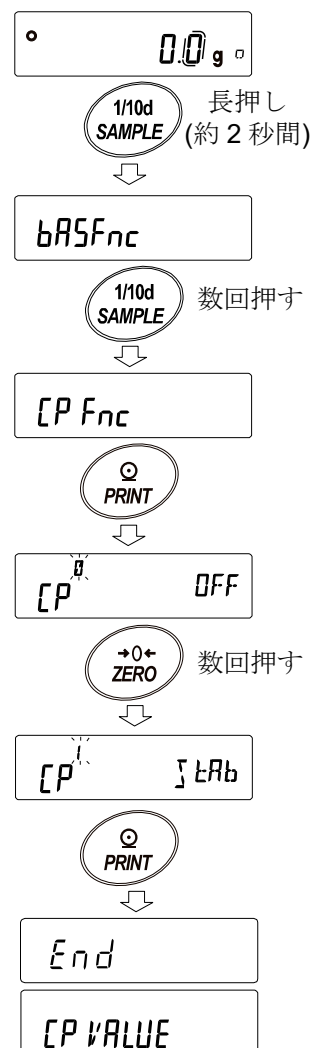 0.0 g
1/10d
SAMPLE
長押し
(約 2 秒間)
bASFnc
1/10d
SAMPLE
数回押す
CP Fnc
PRINT
CP 0 OFF
→0←
ZERO
数回押す
CP 1 StAb
PRINT
End
CP VALUE